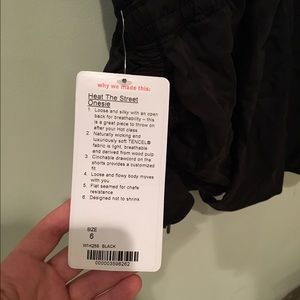 why we made this:
Heat The Street
Onesie
1. Loose and silky with an open
back for breathability – this
is a great piece to throw on
after your Hot class
2. Naturally wicking and
luxuriously soft TENCEL®
fabric is light, breathable
and derived from wood pulp
3. Cinchable drawcord on the
shorts provides a customized
fit
4. Loose and flowy body moves
with you
5. Flat seamed for chafe
resistance
6. Designed not to shrink
SIZE
6
W1K25S BLACK
000003598262